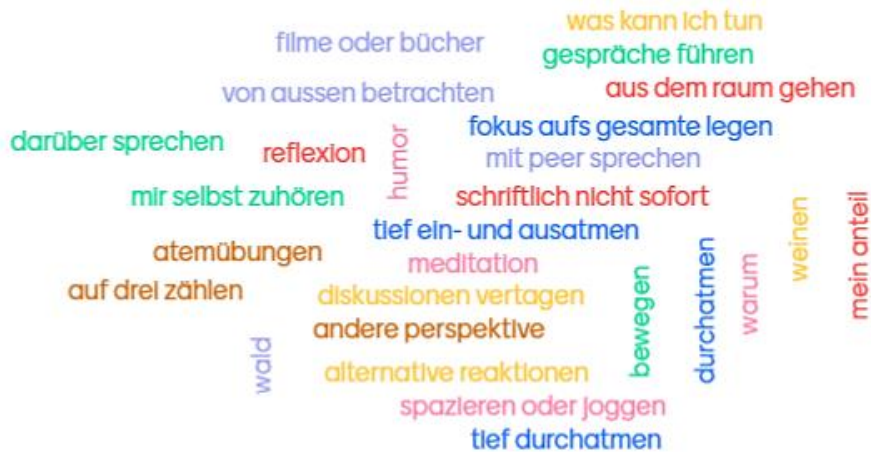 was kann ich tun
filme oder bücher
gespräche führen
aus dem raum gehen
von aussen betrachten
fokus aufs gesamte legen
darüber sprechen
reflexion
humor
mit peer sprechen
mir selbst zuhören
schriftlich nicht sofort
tief ein- und ausatmen
weinen
mein anteil
atemübungen
meditation
bewegen
durchatmen
warum
auf drei zählen
diskussionen vertagen
andere perspektive
wald
alternative reaktionen
spazieren oder joggen
tief durchatmen